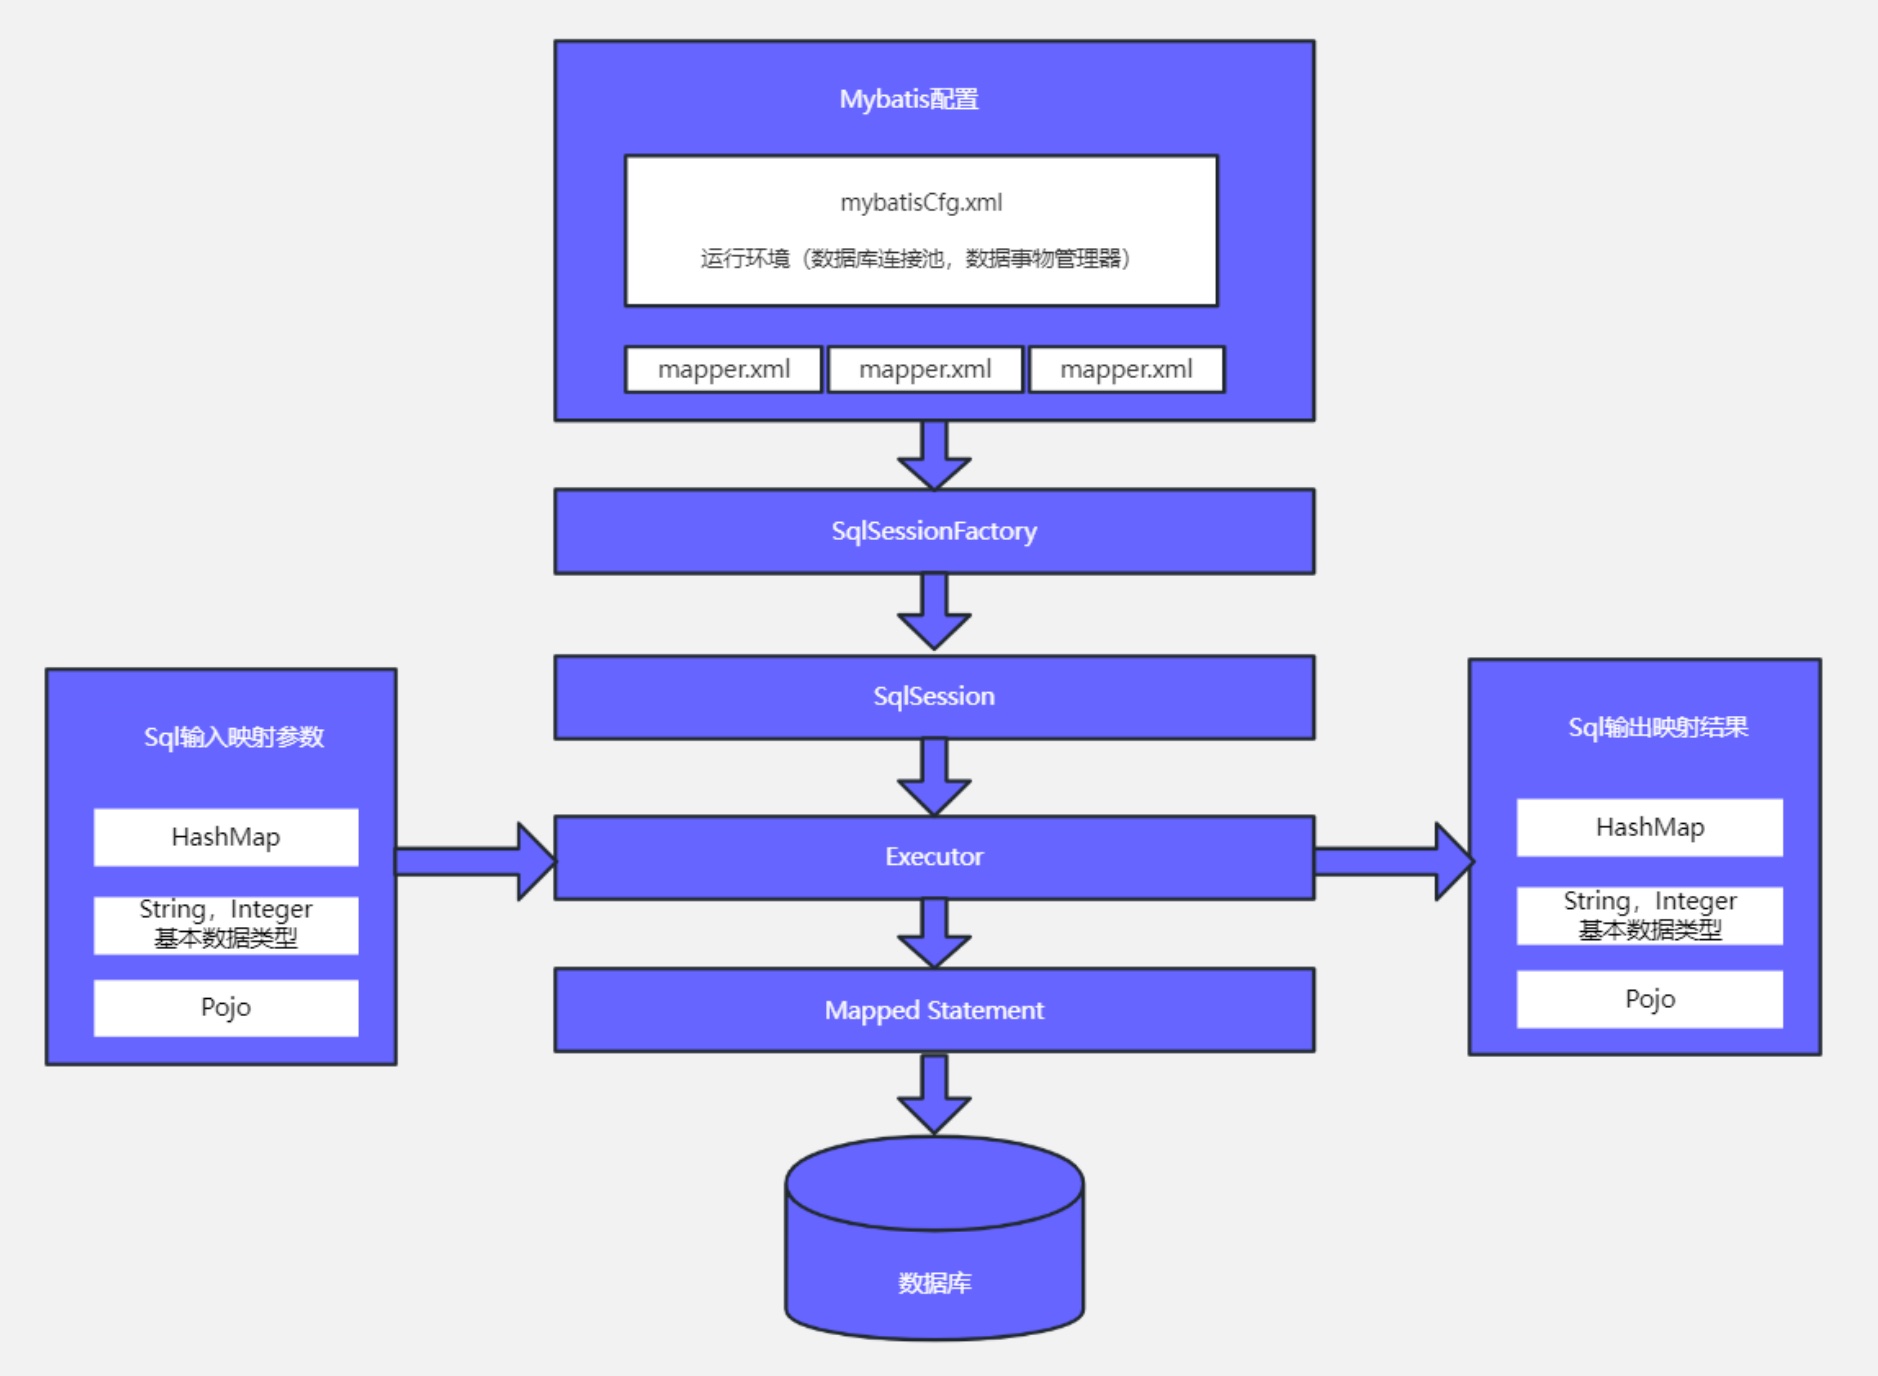 Mybatis配置
mybatisCfg.xml
运行环境（数据库连接池，数据事物管理器）
mapper.xml
mapper.xml
mapper.xml
SqlSessionFactory
SqlSession
Sql输入映射参数
HashMap
String，Integer
基本数据类型
Pojo
Executor
Sql输出映射结果
HashMap
String，Integer
基本数据类型
Pojo
Mapped Statement
数据库